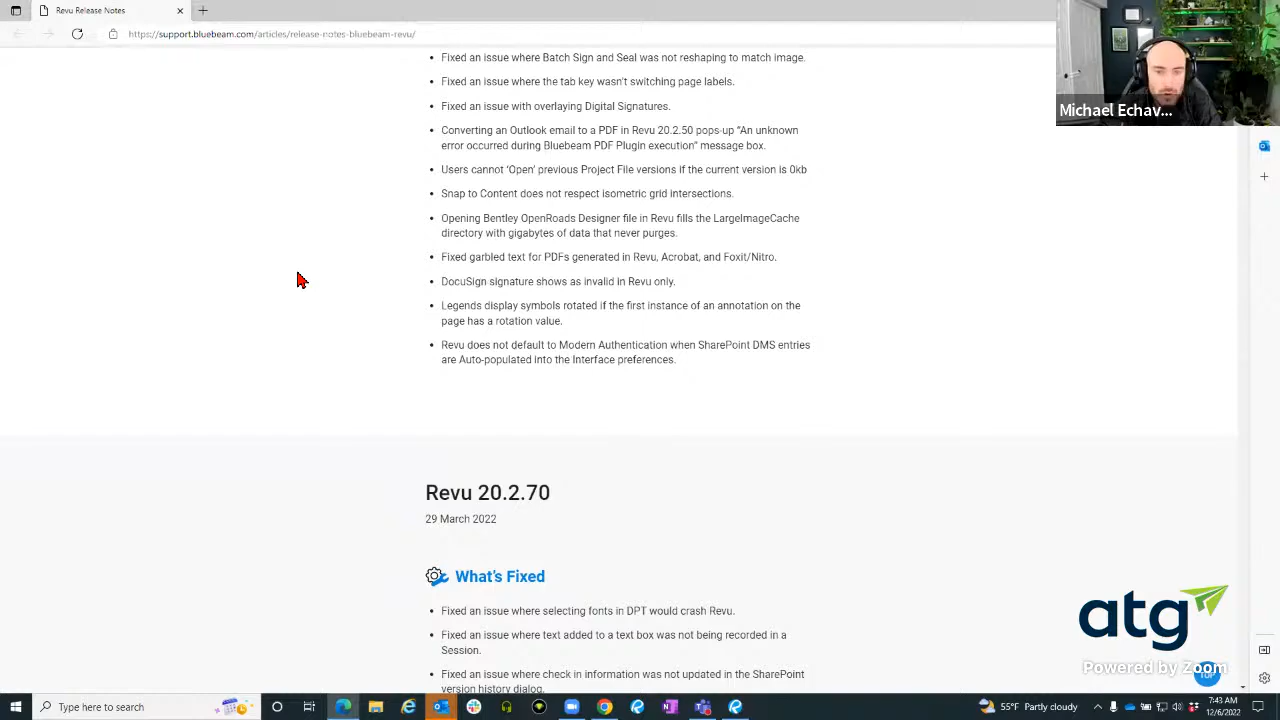 Revu Release Notes
https://support.bluebeam.com/articles/release-notes-bluebeam-revu/
Michael Echav...
• Fixed an issue where Batch Sign and Seal was not reshaping to match image.
• Fixed an issue where the tab key wasn't switching page labels.
• Fixed an issue with overlaying Digital Signatures.
• Converting an Outlook email to a PDF in Revu 20.2.50 pops-up “An unknown
error occurred during Bluebeam PDF Plugin execution” message box.
• Users cannot ‘Open’ previous Project File versions if the current version is 0kb
• Snap to Content does not respect isometric grid intersections.
• Opening Bentley OpenRoads Designer file in Revu fills the LargeImageCache
directory with gigabytes of data that never purges.
• Fixed garbled text for PDFs generated in Revu, Acrobat, and Foxit/Nitro.
• DocuSign signature shows as invalid in Revu only.
• Legends display symbols rotated if the first instance of an annotation on the
page has a rotation value.
• Revu does not default to Modern Authentication when SharePoint DMS entries
are Auto-populated into the Interface preferences.
Revu 20.2.70
29 March 2022
What's Fixed
• Fixed an issue where selecting fonts in DPT would crash Revu.
• Fixed an issue where text added to a text box was not being recorded in a
Session.
• Fixed an issue where check in information was not updated in the SharePoint
version history dialog.
atg
Powered by Zoom
TOP
Type here to search
55°F Partly cloudy
7:43 AM
12/6/2022